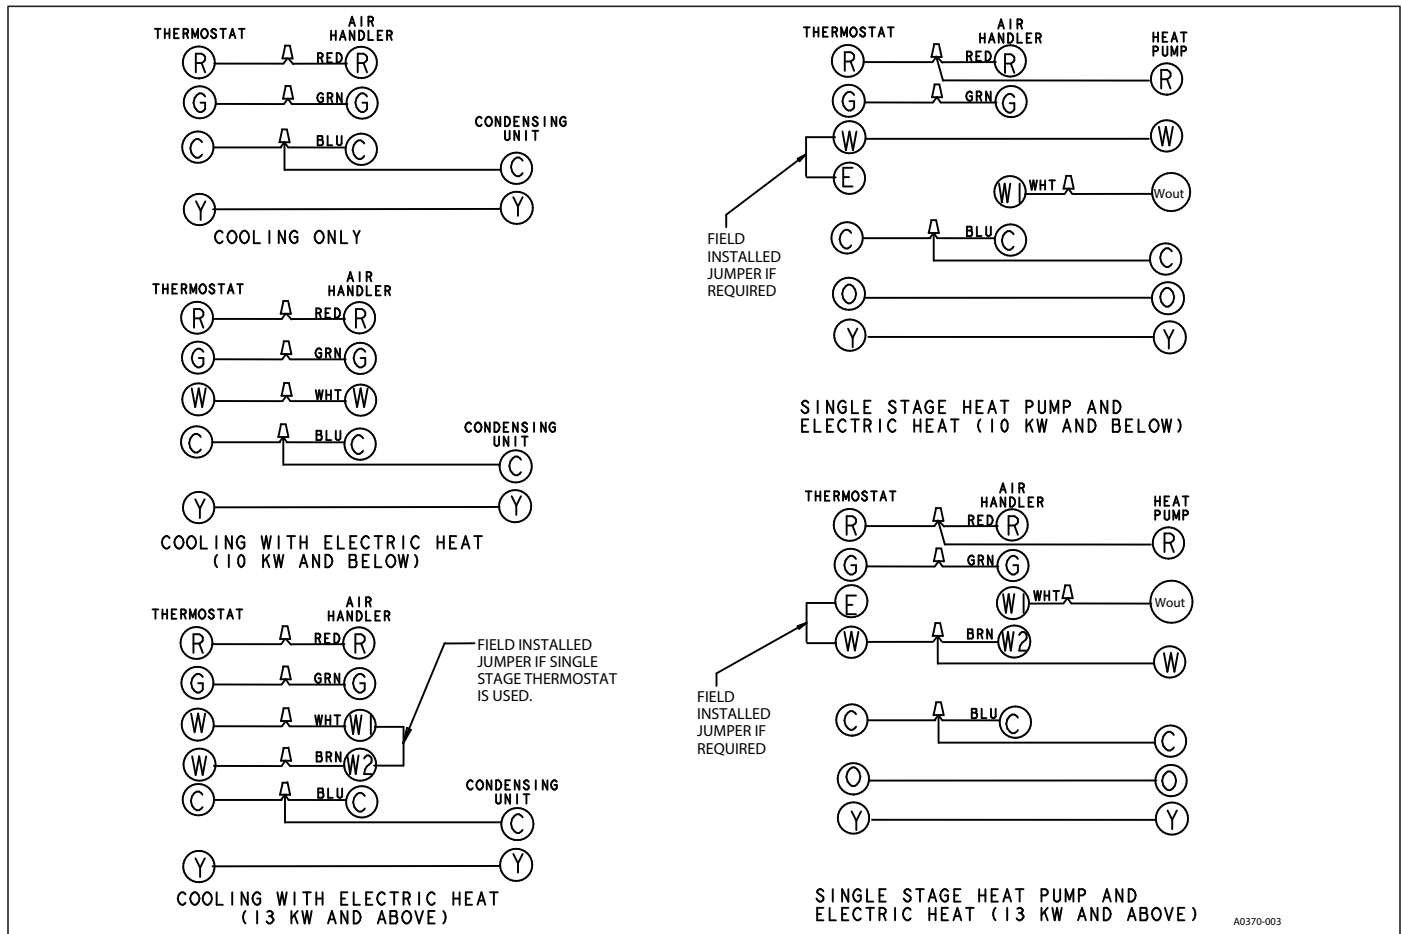 THERMOSTAT
AIR
HANDLER
R
RED
R
G
GRN
G
CONDENSING
UNIT
C
BLU
C
C
Y
Y
COOLING ONLY
THERMOSTAT
AIR
HANDLER
R
RED
R
G
GRN
G
W
WHT
W
C
BLU
C
CONDENSING
UNIT
C
Y
Y
COOLING WITH ELECTRIC HEAT
(10 KW AND BELOW)
THERMOSTAT
AIR
HANDLER
R
RED
R
FIELD INSTALLED
JUMPER IF SINGLE
STAGE THERMOSTAT
IS USED.
G
GRN
G
W
WHT
W1
W
BRN
W2
C
BLU
C
CONDENSING
UNIT
C
Y
Y
COOLING WITH ELECTRIC HEAT
(13 KW AND ABOVE)
THERMOSTAT
AIR
HANDLER
HEAT
PUMP
R
RED
R
R
G
GRN
G
W
W
E
W1
WHT
Wout
FIELD
INSTALLED
JUMPER IF
REQUIRED
C
BLU
C
C
O
O
Y
Y
SINGLE STAGE HEAT PUMP AND
ELECTRIC HEAT (10 KW AND BELOW)
THERMOSTAT
AIR
HANDLER
HEAT
PUMP
R
RED
R
R
G
GRN
G
E
W1
WHT
Wout
W
BRN
W2
W
FIELD
INSTALLED
JUMPER IF
REQUIRED
C
BLU
C
C
O
O
Y
Y
SINGLE STAGE HEAT PUMP AND
ELECTRIC HEAT (13 KW AND ABOVE)
A0370-003